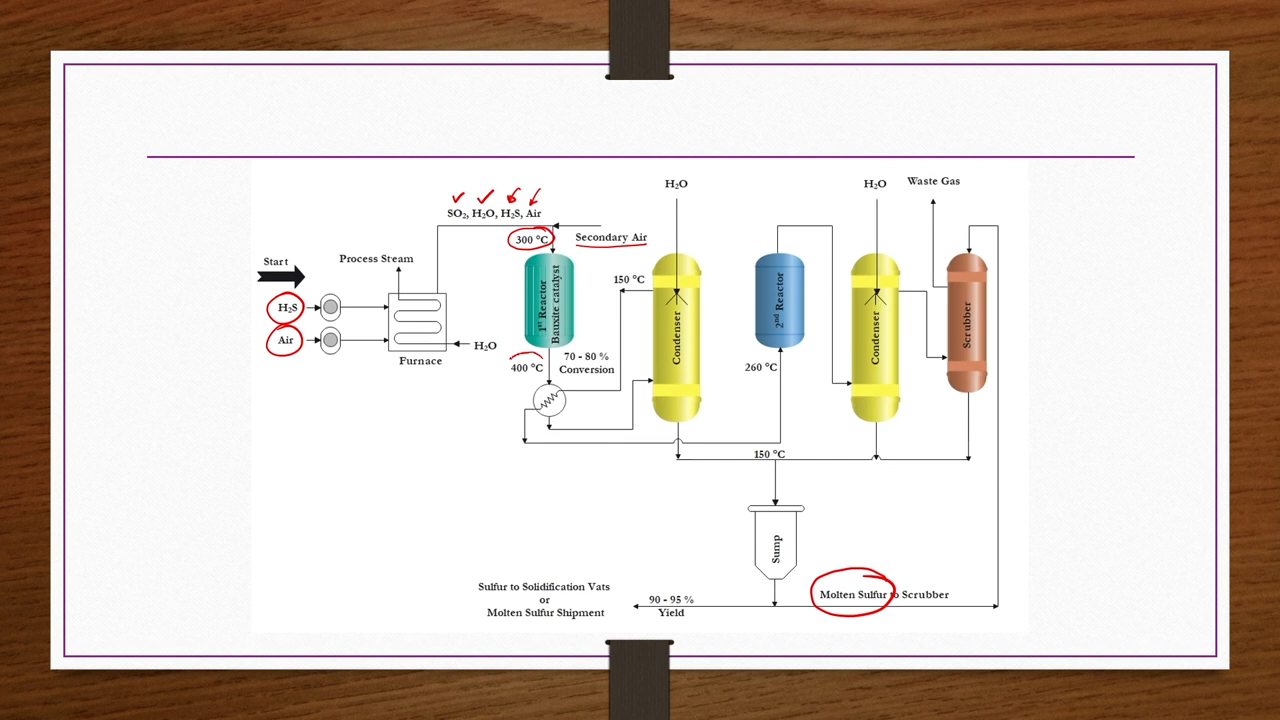 H₂O
H₂O
Waste Gas
SO₂, H₂O, H₂S, Air
300 °C
Secondary Air
Start
Process Steam
150 °C
H₂S
Air
H₂O
Furnace
1st Reactor
Bauxite catalyst
400 °C
70 - 80 %
Conversion
Condenser
2nd Reactor
260 °C
Condenser
Scrubber
150 °C
Sump
Sulfur to Solidification Vats
or
Molten Sulfur Shipment
90 - 95 %
Yield
Molten Sulfur to Scrubber